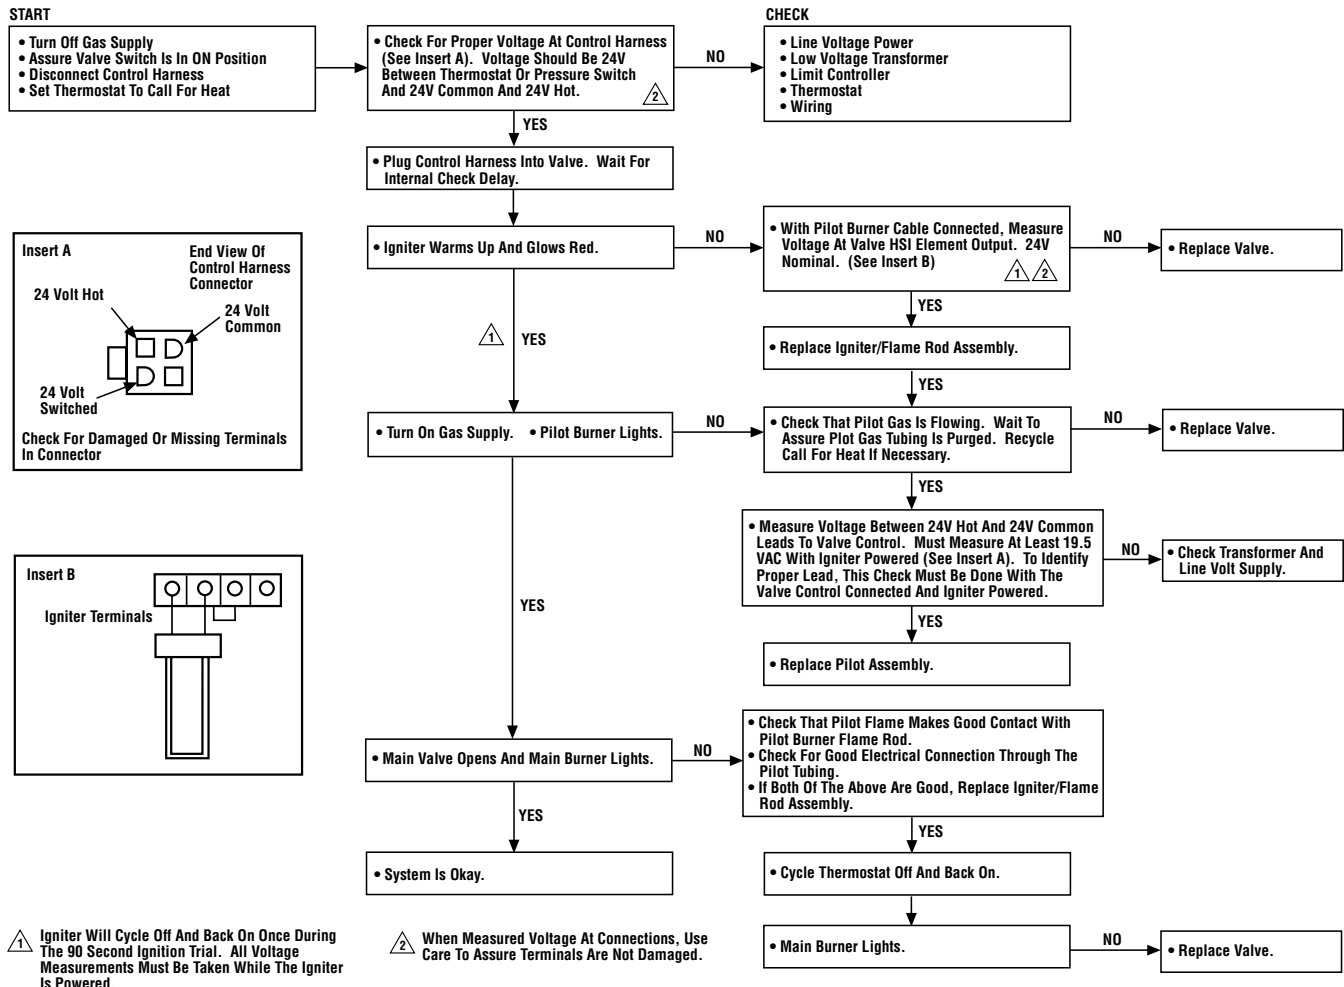 START
• Turn Off Gas Supply
• Assure Valve Switch Is In ON Position
• Disconnect Control Harness
• Set Thermostat To Call For Heat
• Check For Proper Voltage At Control Harness
(See Insert A). Voltage Should Be 24V
Between Thermostat Or Pressure Switch
And 24V Common And 24V Hot.
2
NO
CHECK
• Line Voltage Power
• Low Voltage Transformer
• Limit Controller
• Thermostat
• Wiring
YES
• Plug Control Harness Into Valve. Wait For
Internal Check Delay.
• Igniter Warms Up And Glows Red.
NO
• With Pilot Burner Cable Connected, Measure
Voltage At Valve HSI Element Output. 24V
Nominal. (See Insert B)
1
2
NO
• Replace Valve.
YES
• Replace Igniter/Flame Rod Assembly.
YES
1
YES
• Turn On Gas Supply. • Pilot Burner Lights.
NO
• Check That Pilot Gas Is Flowing. Wait To
Assure Plot Gas Tubing Is Purged. Recycle
Call For Heat If Necessary.
NO
• Replace Valve.
YES
• Measure Voltage Between 24V Hot And 24V Common
Leads To Valve Control. Must Measure At Least 19.5
VAC With Igniter Powered (See Insert A). To Identify
Proper Lead, This Check Must Be Done With The
Valve Control Connected And Igniter Powered.
NO
• Check Transformer And
Line Volt Supply.
YES
• Replace Pilot Assembly.
YES
• Main Valve Opens And Main Burner Lights.
NO
• Check That Pilot Flame Makes Good Contact With
Pilot Burner Flame Rod.
• Check For Good Electrical Connection Through The
Pilot Tubing.
• If Both Of The Above Are Good, Replace Igniter/Flame
Rod Assembly.
YES
• Cycle Thermostat Off And Back On.
• Main Burner Lights.
NO
• Replace Valve.
YES
• System Is Okay.
Insert A
End View Of
Control Harness
Connector
24 Volt Hot
24 Volt
Common
24 Volt
Switched
Check For Damaged Or Missing Terminals
In Connector
Insert B
Igniter Terminals
1
Igniter Will Cycle Off And Back On Once During
The 90 Second Ignition Trial. All Voltage
Measurements Must Be Taken While The Igniter
Is Powered.
2
When Measured Voltage At Connections, Use
Care To Assure Terminals Are Not Damaged.